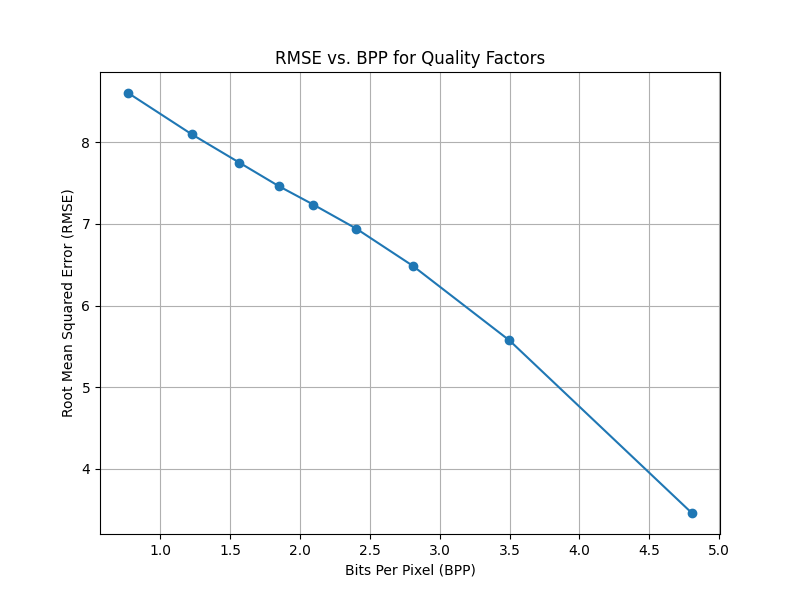 RMSE vs. BPP for Quality Factors
Root Mean Squared Error (RMSE)
8
7
6
5
4
1.0 1.5 2.0 2.5 3.0 3.5 4.0 4.5 5.0
Bits Per Pixel (BPP)